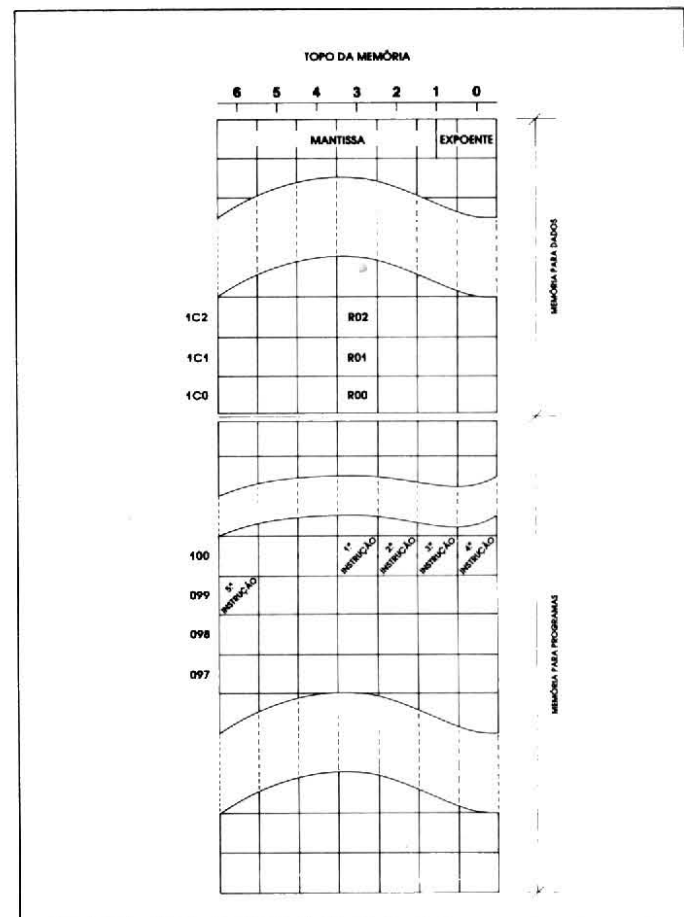 TOPO DA MEMÓRIA
6 5 4 3 2 1 0
MANTISSA EXPOENTE
MEMÓRIA PARA DADOS
1C2 R02
1C1 R01
1C0 R00
100 1ª INSTRUÇÃO 2ª INSTRUÇÃO 3ª INSTRUÇÃO 4ª INSTRUÇÃO
099 5ª INSTRUÇÃO
098
097
MEMÓRIA PARA PROGRAMAS